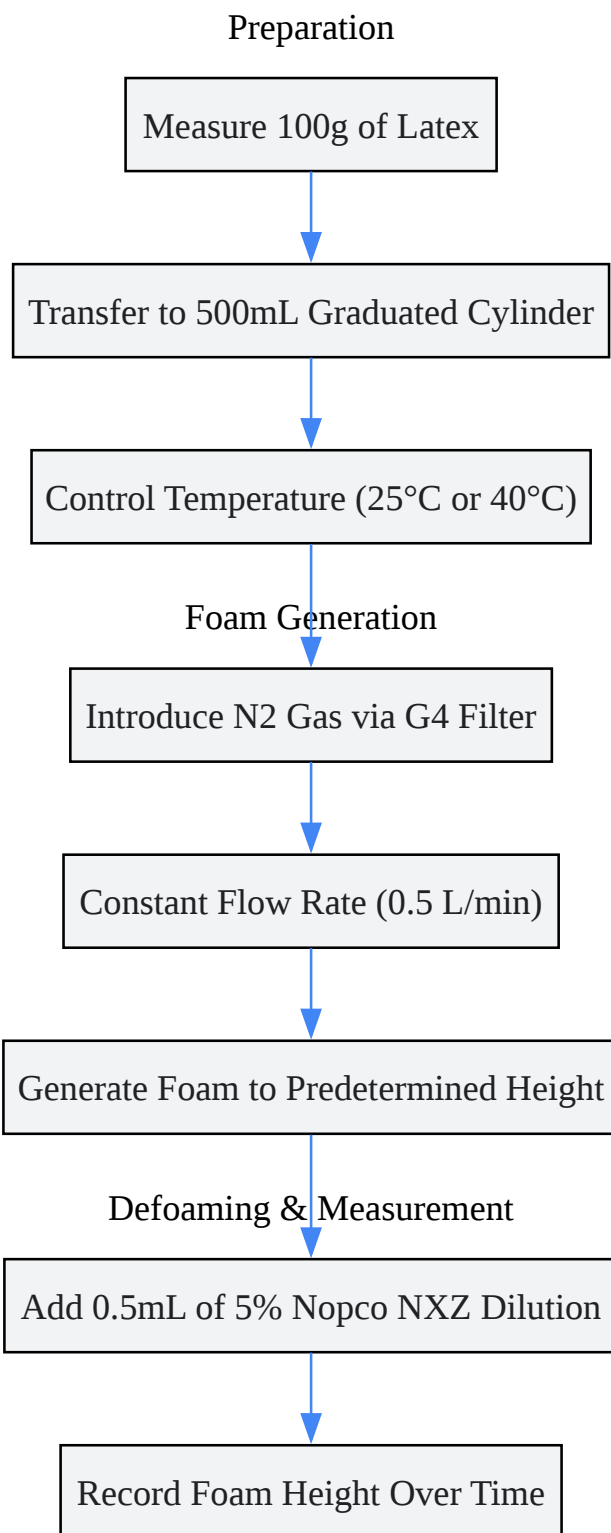 Preparation
Measure 100g of Latex
Transfer to 500mL Graduated Cylinder
Control Temperature (25°C or 40°C)
Foam Generation
Introduce N2 Gas via G4 Filter
Constant Flow Rate (0.5 L/min)
Generate Foam to Predetermined Height
Defoaming & Measurement
Add 0.5mL of 5% Nopco NXZ Dilution
Record Foam Height Over Time